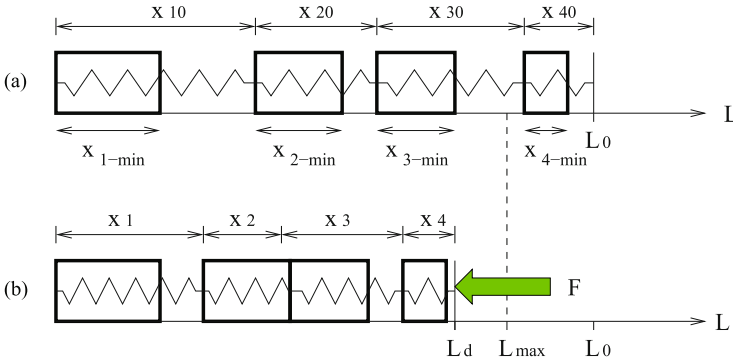 x 10 x 20 x 30 x 40
(a)
L
x 1−min x 2−min x 3−min x 4−min L 0
x 1 x 2 x 3 x 4
(b) F
L
L d L max L 0